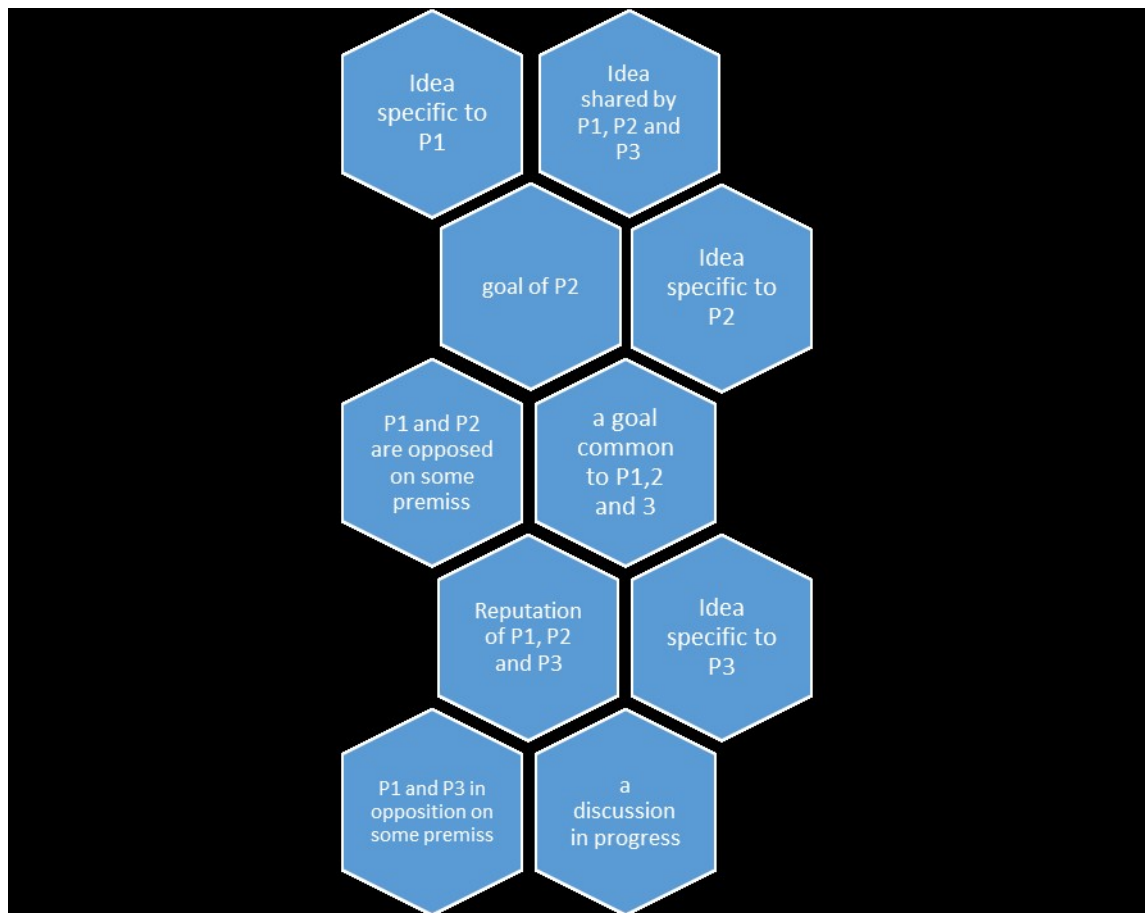 Idea
specific to
P1
Idea
shared by
P1, P2 and
P3
goal of P2
Idea
specific to
P2
P1 and P2
are opposed
on some
premiss
a goal
common
to P1,2
and 3
Reputation
of P1, P2
and P3
Idea
specific to
P3
P1 and P3 in
opposition on
some premiss
a
discussion
in progress